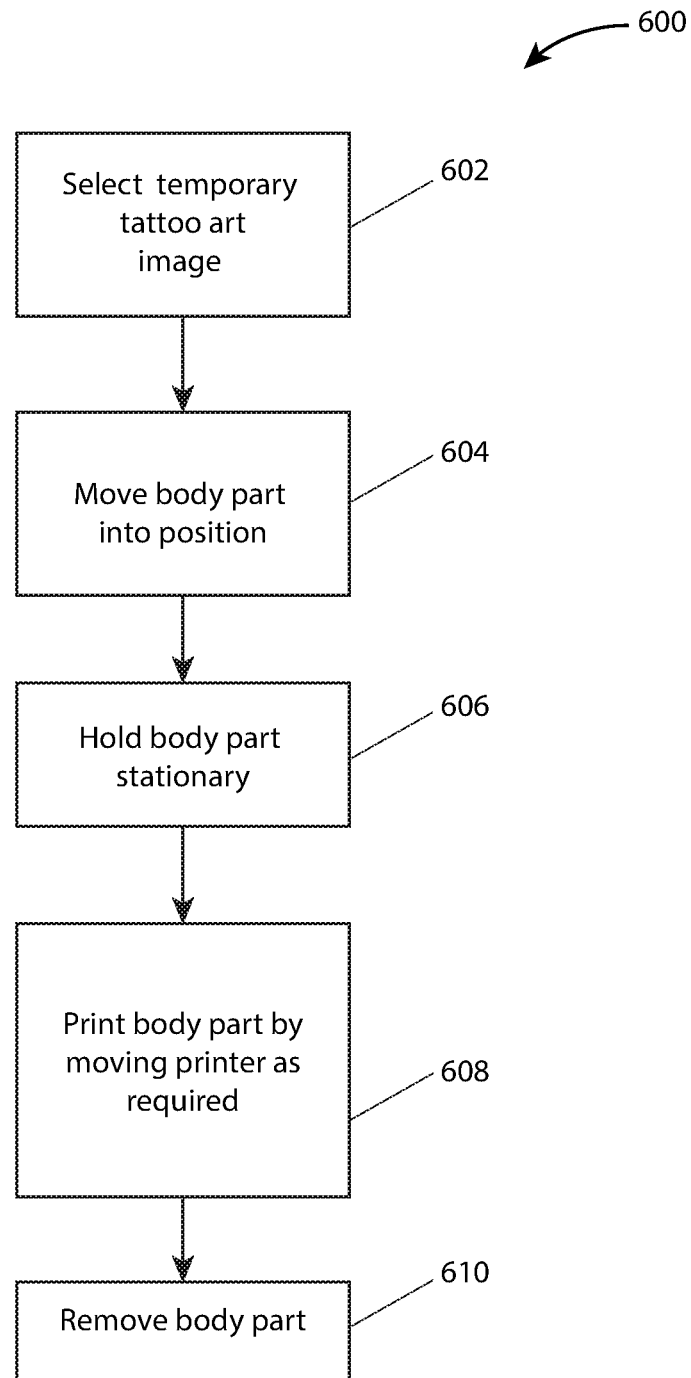 600
Select temporary
tattoo art
image
602
Move body part
into position
604
Hold body part
stationary
606
Print body part by
moving printer as
required
608
Remove body part
610